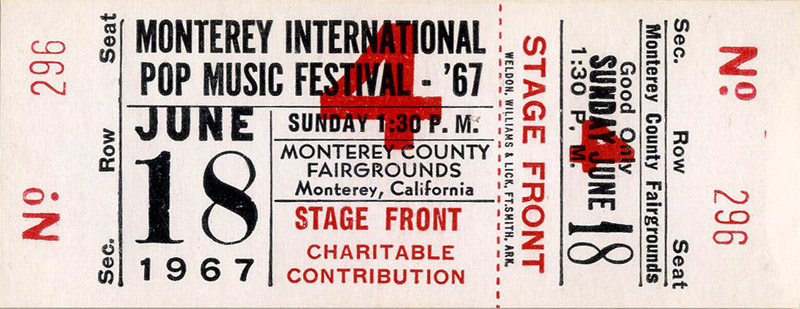 Nº 296
Sec. Row Seat
MONTEREY INTERNATIONAL
POP MUSIC FESTIVAL - '67
4
JUNE
18
1967
SUNDAY 1:30 P. M.
MONTEREY COUNTY
FAIRGROUNDS
Monterey, California
STAGE FRONT
CHARITABLE
CONTRIBUTION
STAGE FRONT
WELDON, WILLIAMS & LICK, FT. SMITH, ARK.
1:30 P. M.
SUNDAY JUNE 18
Good Only
4
Monterey County Fairgrounds
Sec. Row Seat
Nº 296